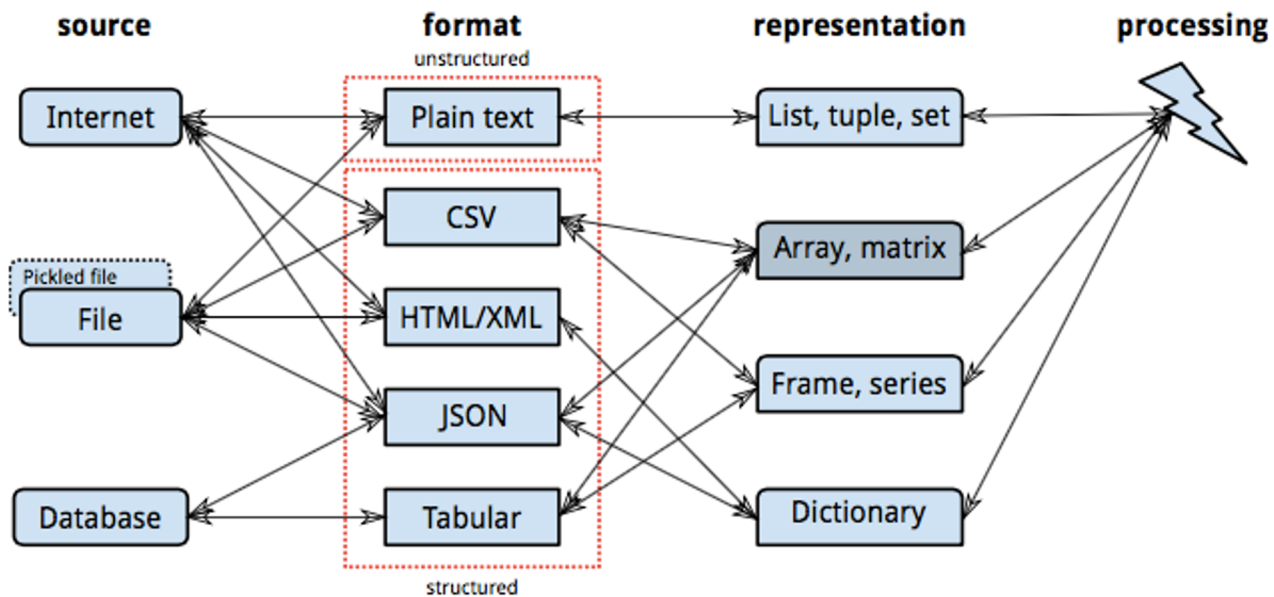 source
format
representation
processing
unstructured
Internet
Plain text
List, tuple, set
CSV
Array, matrix
Pickled file
File
HTML/XML
Frame, series
JSON
Database
Tabular
Dictionary
structured